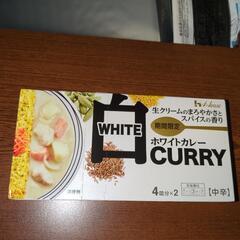 House
生クリームのまろやかさと
スパイスの香り
期間限定
白
WHITE
ホワイトカレー
CURRY
4皿分×2
【中辛】